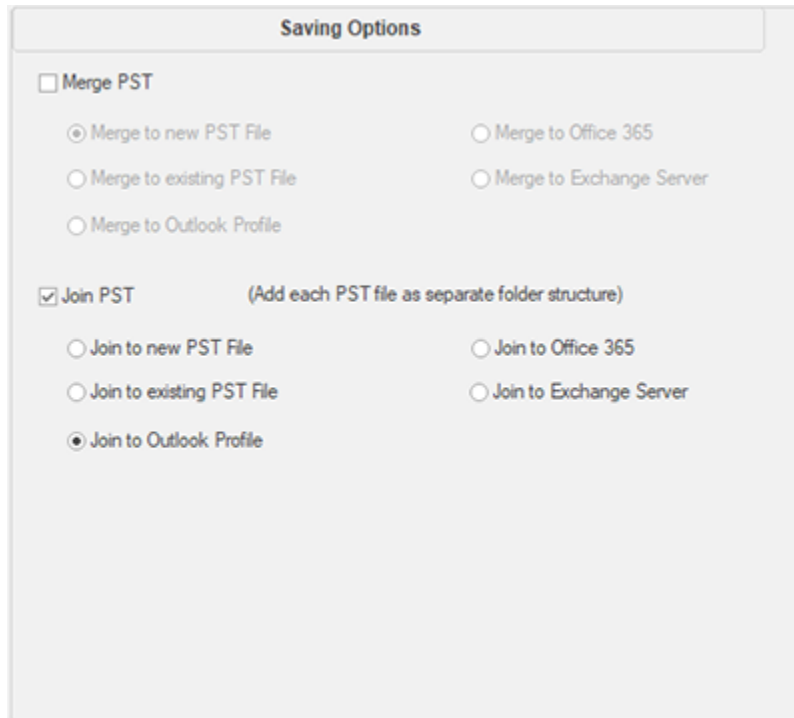 Saving Options
Merge PST
Merge to new PST File
Merge to Office 365
Merge to existing PST File
Merge to Exchange Server
Merge to Outlook Profile
Join PST (Add each PST file as separate folder structure)
Join to new PST File
Join to Office 365
Join to existing PST File
Join to Exchange Server
Join to Outlook Profile